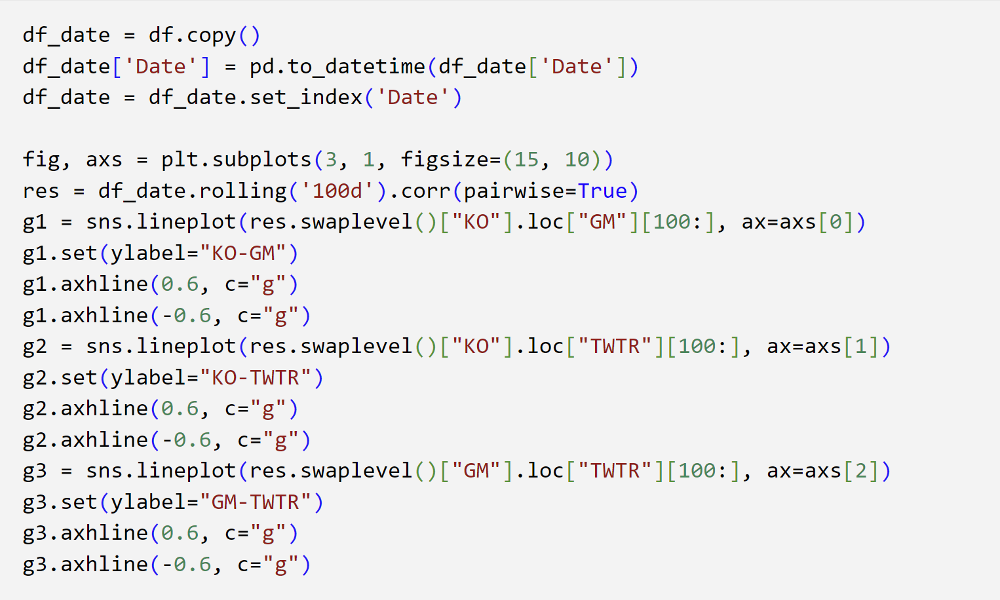 df_date = df.copy()
df_date['Date'] = pd.to_datetime(df_date['Date'])
df_date = df_date.set_index('Date')

fig, axs = plt.subplots(3, 1, figsize=(15, 10))
res = df_date.rolling('100d').corr(pairwise=True)
g1 = sns.lineplot(res.swaplevel()["KO"].loc["GM"][100:], ax=axs[0])
g1.set(ylabel="KO-GM")
g1.axhline(0.6, c="g")
g1.axhline(-0.6, c="g")
g2 = sns.lineplot(res.swaplevel()["KO"].loc["TWTR"][100:], ax=axs[1])
g2.set(ylabel="KO-TWTR")
g2.axhline(0.6, c="g")
g2.axhline(-0.6, c="g")
g3 = sns.lineplot(res.swaplevel()["GM"].loc["TWTR"][100:], ax=axs[2])
g3.set(ylabel="GM-TWTR")
g3.axhline(0.6, c="g")
g3.axhline(-0.6, c="g")